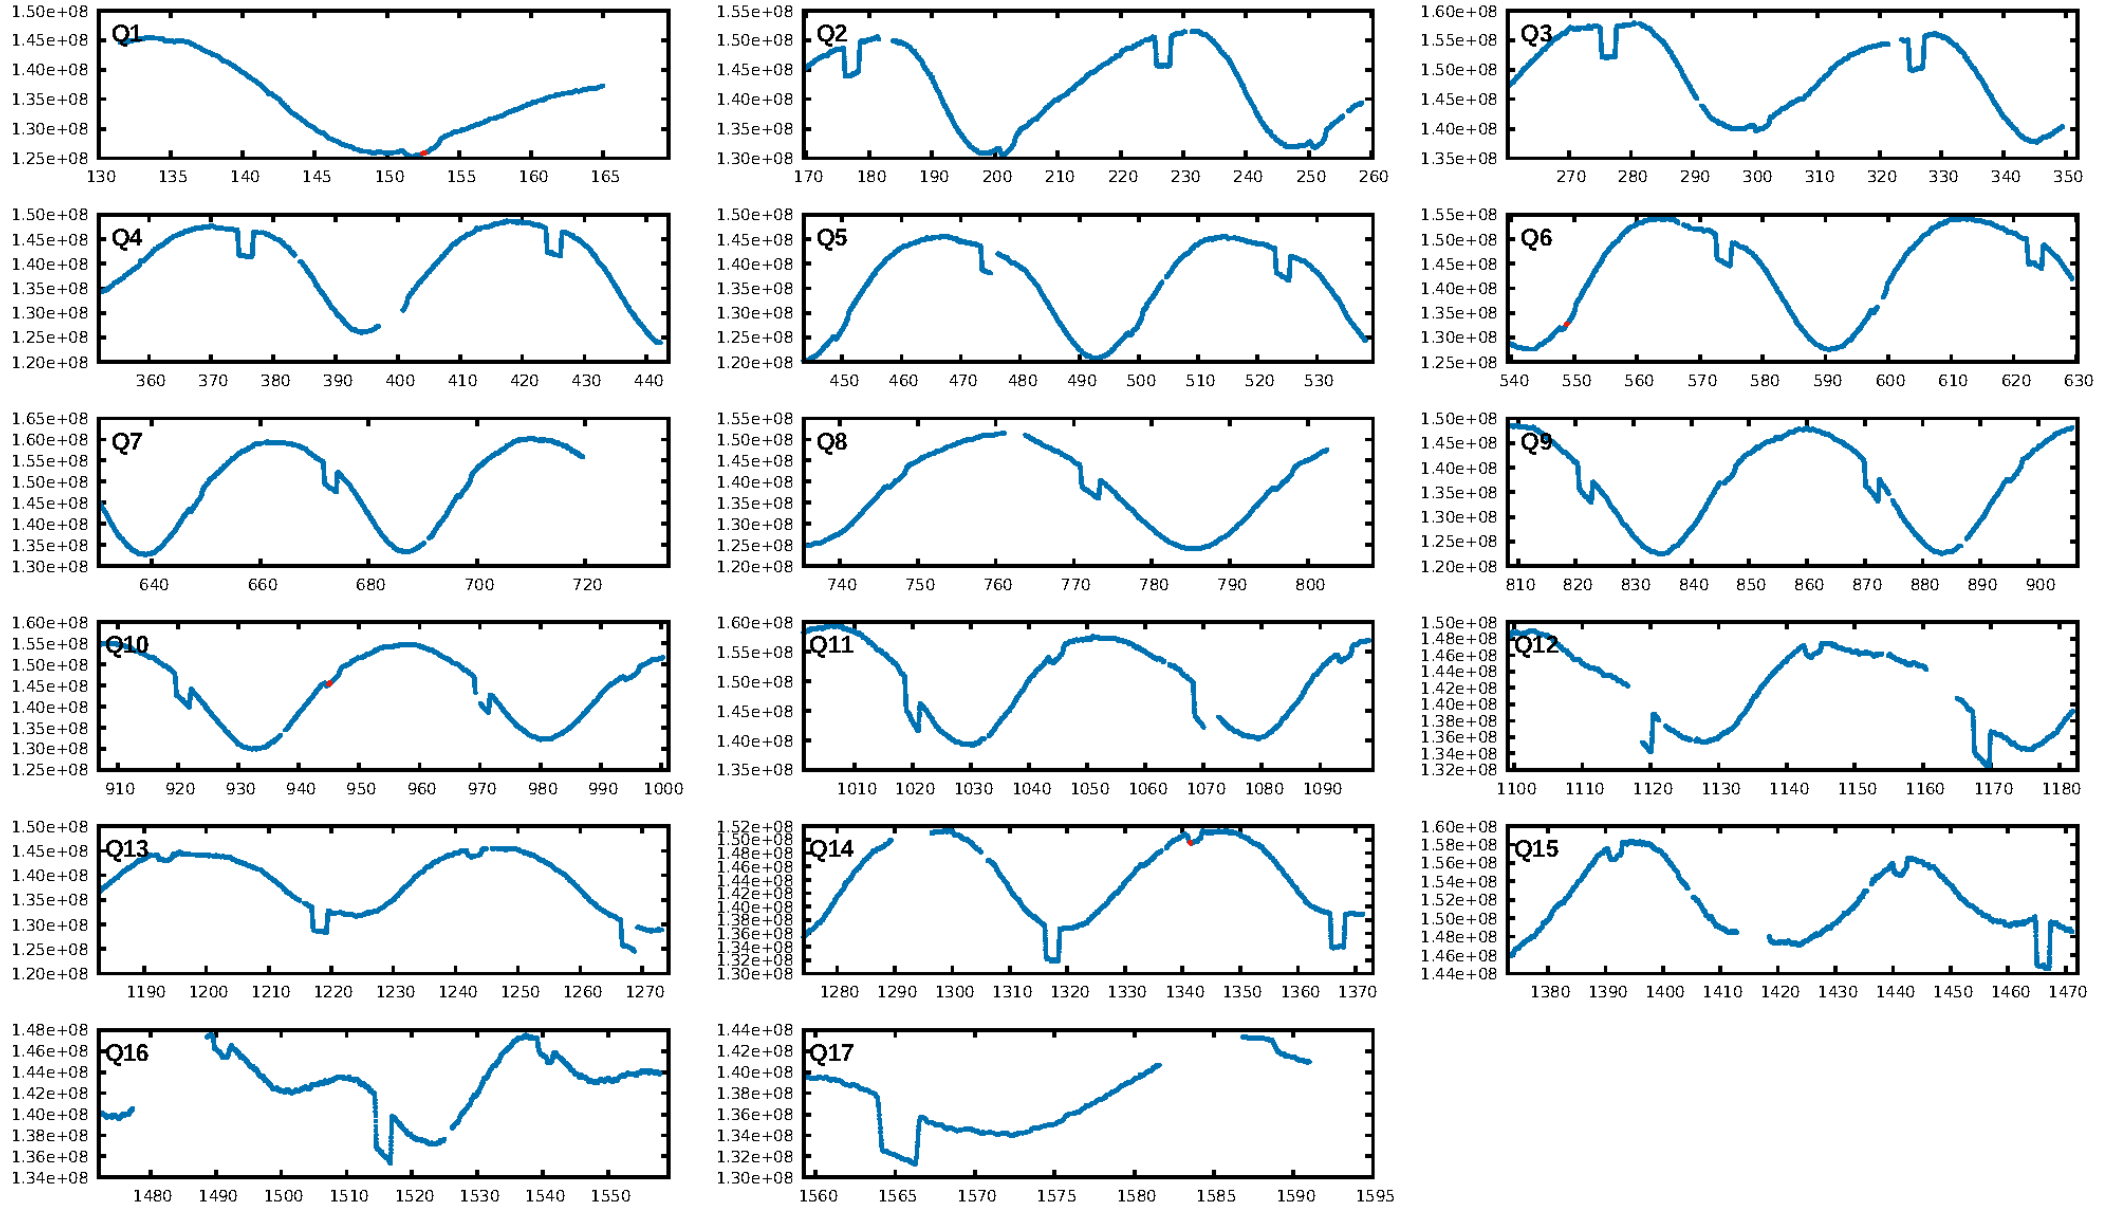 1.50e+08 1.45e+08 1.40e+08 1.35e+08 1.30e+08 1.25e+08
Q1
130 135 140 145 150 155 160 165
1.55e+08 1.50e+08 1.45e+08 1.40e+08 1.35e+08 1.30e+08
Q2
170 180 190 200 210 220 230 240 250 260
1.60e+08 1.55e+08 1.50e+08 1.45e+08 1.40e+08 1.35e+08
Q3
270 280 290 300 310 320 330 340 350
1.50e+08 1.45e+08 1.40e+08 1.35e+08 1.30e+08 1.25e+08 1.20e+08
Q4
360 370 380 390 400 410 420 430 440
1.50e+08 1.45e+08 1.40e+08 1.35e+08 1.30e+08 1.25e+08 1.20e+08
Q5
450 460 470 480 490 500 510 520 530
1.55e+08 1.50e+08 1.45e+08 1.40e+08 1.35e+08 1.30e+08 1.25e+08
Q6
540 550 560 570 580 590 600 610 620 630
1.65e+08 1.60e+08 1.55e+08 1.50e+08 1.45e+08 1.40e+08 1.35e+08 1.30e+08
Q7
640 660 680 700 720
1.55e+08 1.50e+08 1.45e+08 1.40e+08 1.35e+08 1.30e+08 1.25e+08 1.20e+08
Q8
740 750 760 770 780 790 800
1.50e+08 1.45e+08 1.40e+08 1.35e+08 1.30e+08 1.25e+08 1.20e+08
Q9
810 820 830 840 850 860 870 880 890 900
1.60e+08 1.55e+08 1.50e+08 1.45e+08 1.40e+08 1.35e+08 1.30e+08 1.25e+08
Q10
910 920 930 940 950 960 970 980 990 1000
1.60e+08 1.55e+08 1.50e+08 1.45e+08 1.40e+08 1.35e+08
Q11
1010 1020 1030 1040 1050 1060 1070 1080 1090
1.50e+08 1.48e+08 1.46e+08 1.44e+08 1.42e+08 1.40e+08 1.38e+08 1.36e+08 1.34e+08 1.32e+08
Q12
1100 1110 1120 1130 1140 1150 1160 1170 1180
1.50e+08 1.45e+08 1.40e+08 1.35e+08 1.30e+08 1.25e+08 1.20e+08
Q13
1190 1200 1210 1220 1230 1240 1250 1260 1270
1.52e+08 1.50e+08 1.48e+08 1.46e+08 1.44e+08 1.42e+08 1.40e+08 1.38e+08 1.36e+08 1.34e+08 1.32e+08 1.30e+08
Q14
1280 1290 1300 1310 1320 1330 1340 1350 1360 1370
1.60e+08 1.58e+08 1.56e+08 1.54e+08 1.52e+08 1.50e+08 1.48e+08 1.46e+08 1.44e+08
Q15
1380 1390 1400 1410 1420 1430 1440 1450 1460 1470
1.48e+08 1.46e+08 1.44e+08 1.42e+08 1.40e+08 1.38e+08 1.36e+08 1.34e+08
Q16
1480 1490 1500 1510 1520 1530 1540 1550
1.44e+08 1.42e+08 1.40e+08 1.38e+08 1.36e+08 1.34e+08 1.32e+08 1.30e+08
Q17
1560 1565 1570 1575 1580 1585 1590 1595